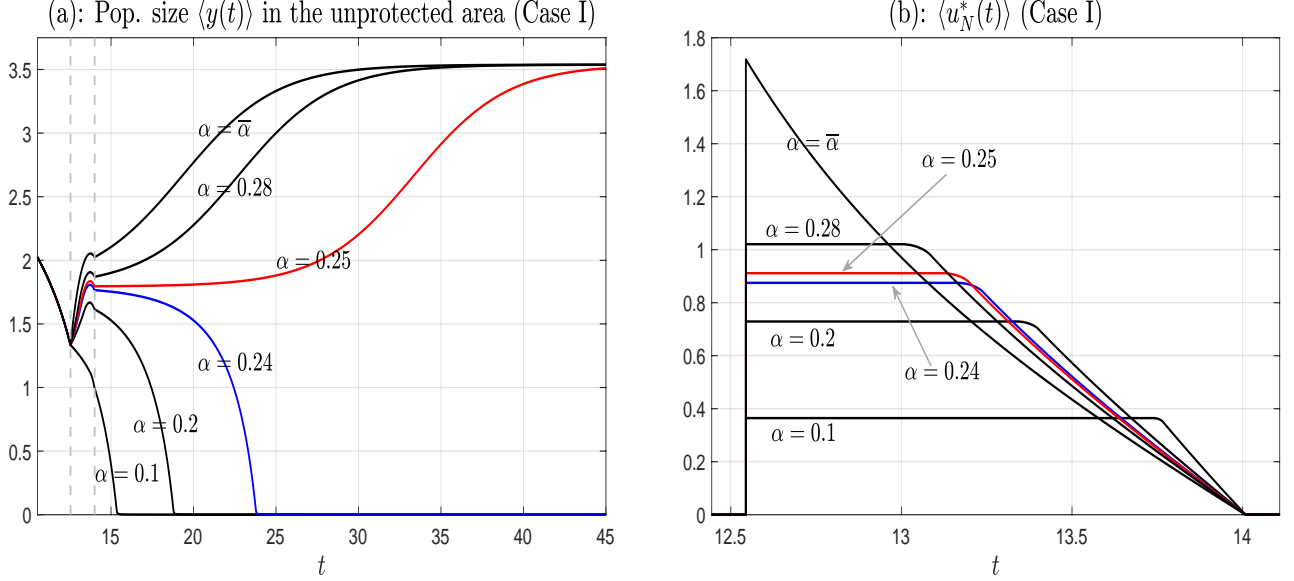 (a): Pop. size ⟨y(t)⟩ in the unprotected area (Case I)
3.5
3
2.5
2
1.5
1
0.5
0
α = α̅
α = 0.28
α = 0.25
α = 0.24
α = 0.2
α = 0.1
15 20 25 30 35 40 45
t
(b): ⟨u*_N(t)⟩ (Case I)
1.8
1.6
1.4
1.2
1
0.8
0.6
0.4
0.2
0
α = α̅
α = 0.25
α = 0.28
α = 0.2
α = 0.24
α = 0.1
12.5 13 13.5 14
t